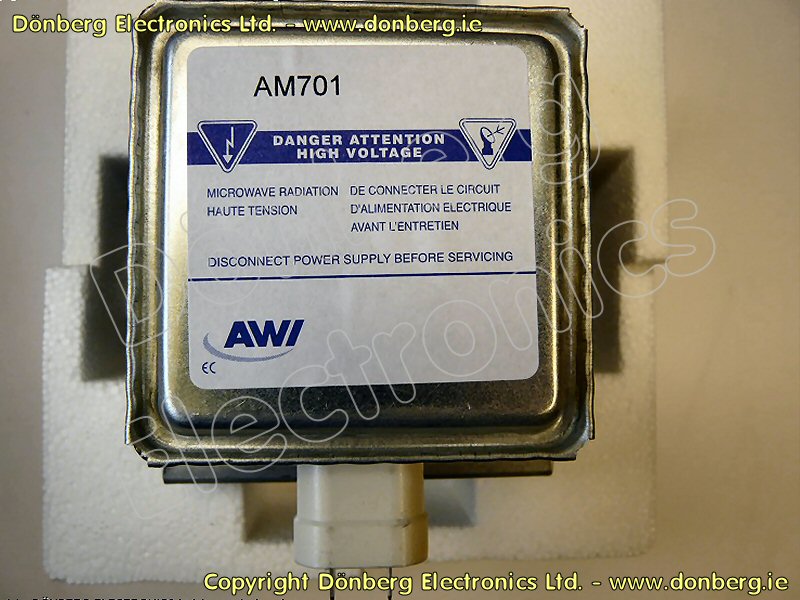 Dönberg Electronics Ltd. - www.donberg.ie
AM701
DANGER ATTENTION
HIGH VOLTAGE
MICROWAVE RADIATION DE CONNECTER LE CIRCUIT
HAUTE TENSION D'ALIMENTATION ELECTRIQUE
AVANT L'ENTRETIEN
DISCONNECT POWER SUPPLY BEFORE SERVICING
AWI
EC
Dönberg
Electronics
Copyright Dönberg Electronics Ltd. - www.donberg.ie